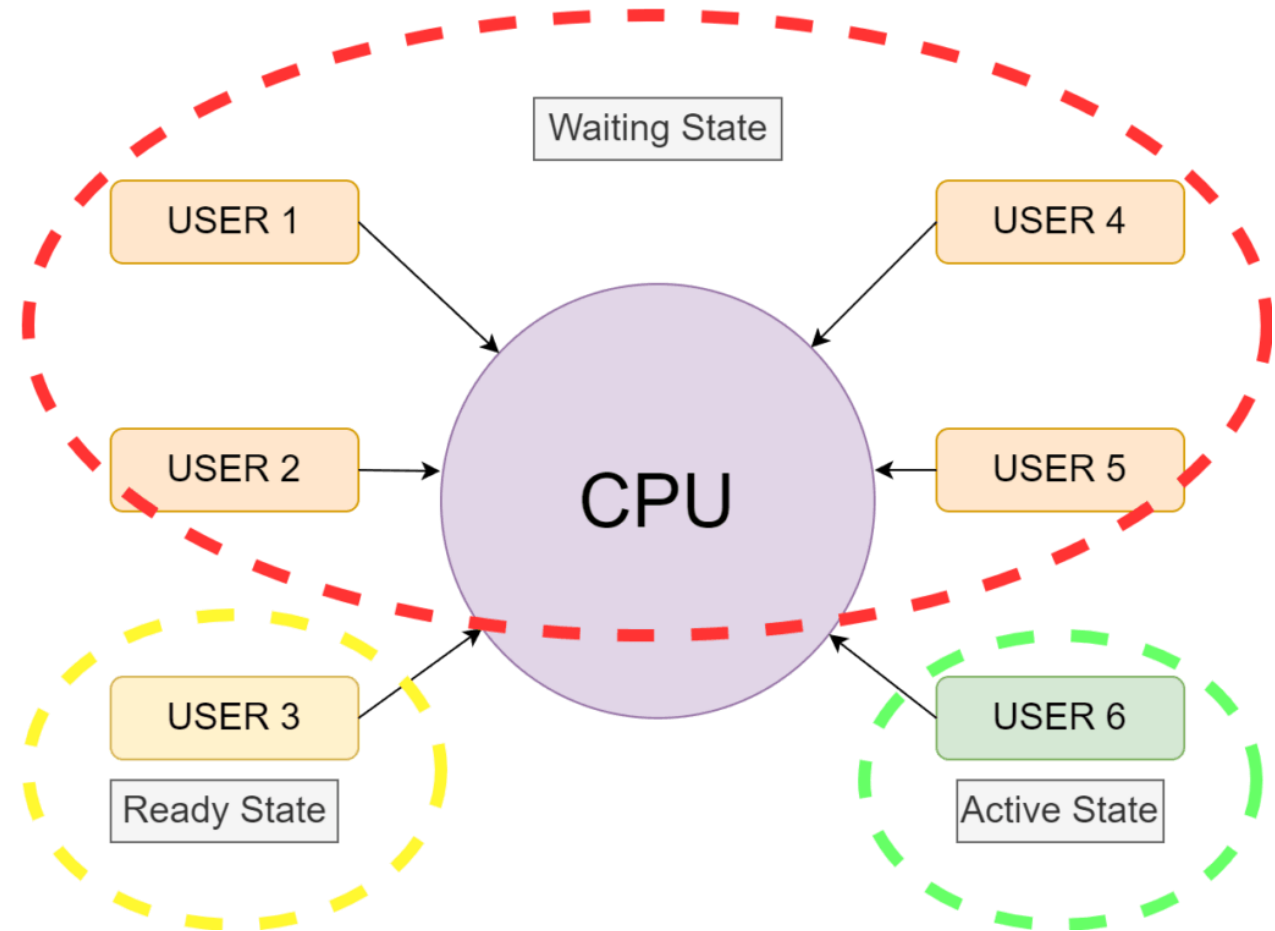 Waiting State
USER 1
USER 4
USER 2
USER 5
CPU
USER 3
USER 6
Ready State
Active State